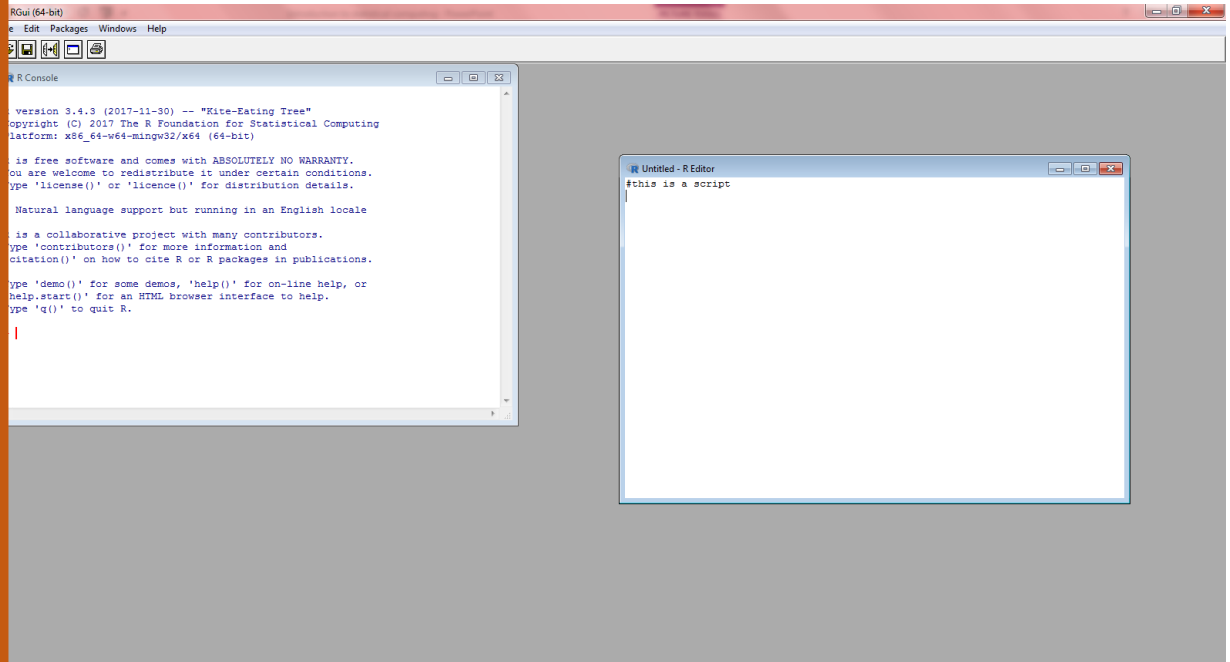 RGui (64-bit)
e Edit Packages Windows Help
R Console
version 3.4.3 (2017-11-30) -- "Kite-Eating Tree"
opyright (C) 2017 The R Foundation for Statistical Computing
latform: x86_64-w64-mingw32/x64 (64-bit)
is free software and comes with ABSOLUTELY NO WARRANTY.
ou are welcome to redistribute it under certain conditions.
ype 'license()' or 'licence()' for distribution details.
Natural language support but running in an English locale
is a collaborative project with many contributors.
ype 'contributors()' for more information and
citation()' on how to cite R or R packages in publications.
ype 'demo()' for some demos, 'help()' for on-line help, or
help.start()' for an HTML browser interface to help.
ype 'q()' to quit R.
Untitled - R Editor
#this is a script